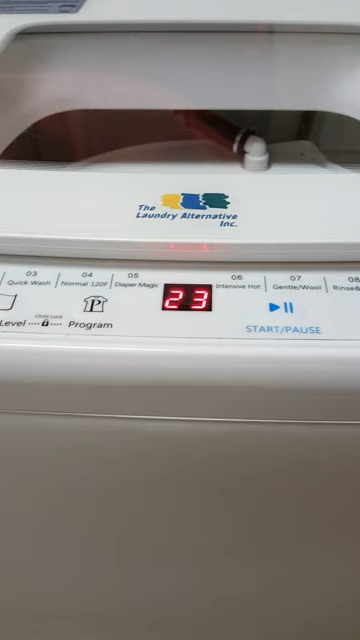 The
Laundry Alternative
Inc.
03
Quick Wash
04
Normal 120F
05
Diaper Magic
23
06
Intensive Hot
07
Gentle/Wool
08
Level
Child Lock
P
Program
START/PAUSE